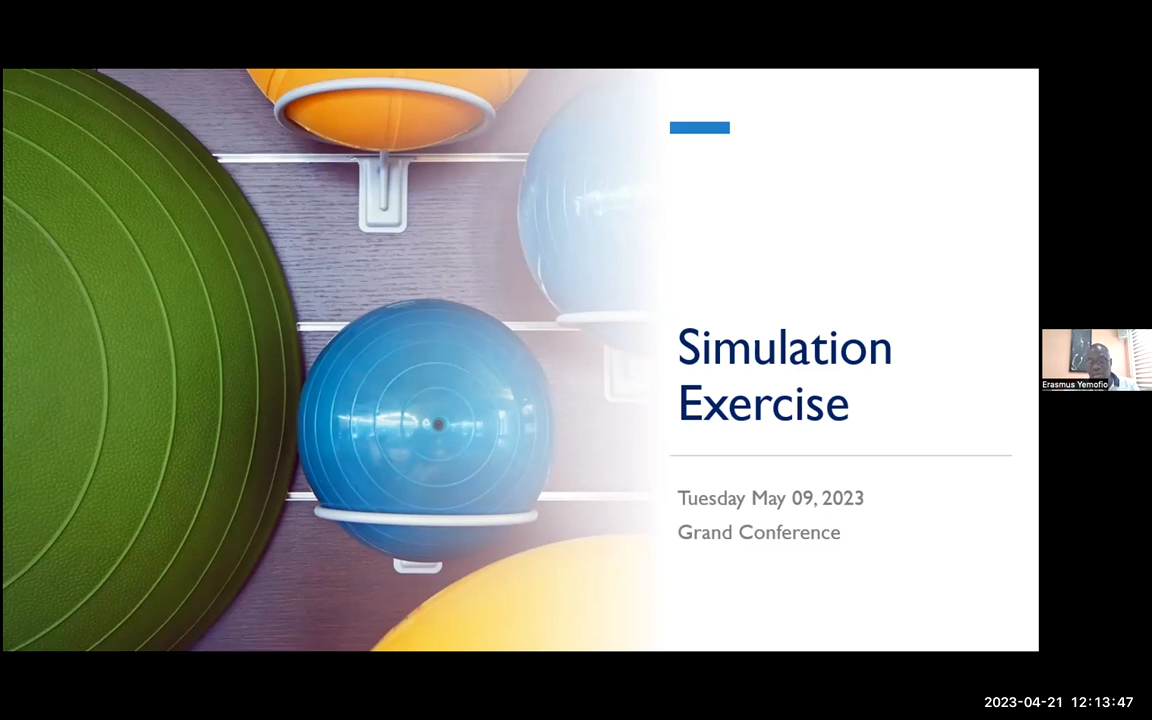 Simulation
Exercise
Tuesday May 09, 2023
Grand Conference
Erasmus Yemofio
2023-04-21 12:13:47